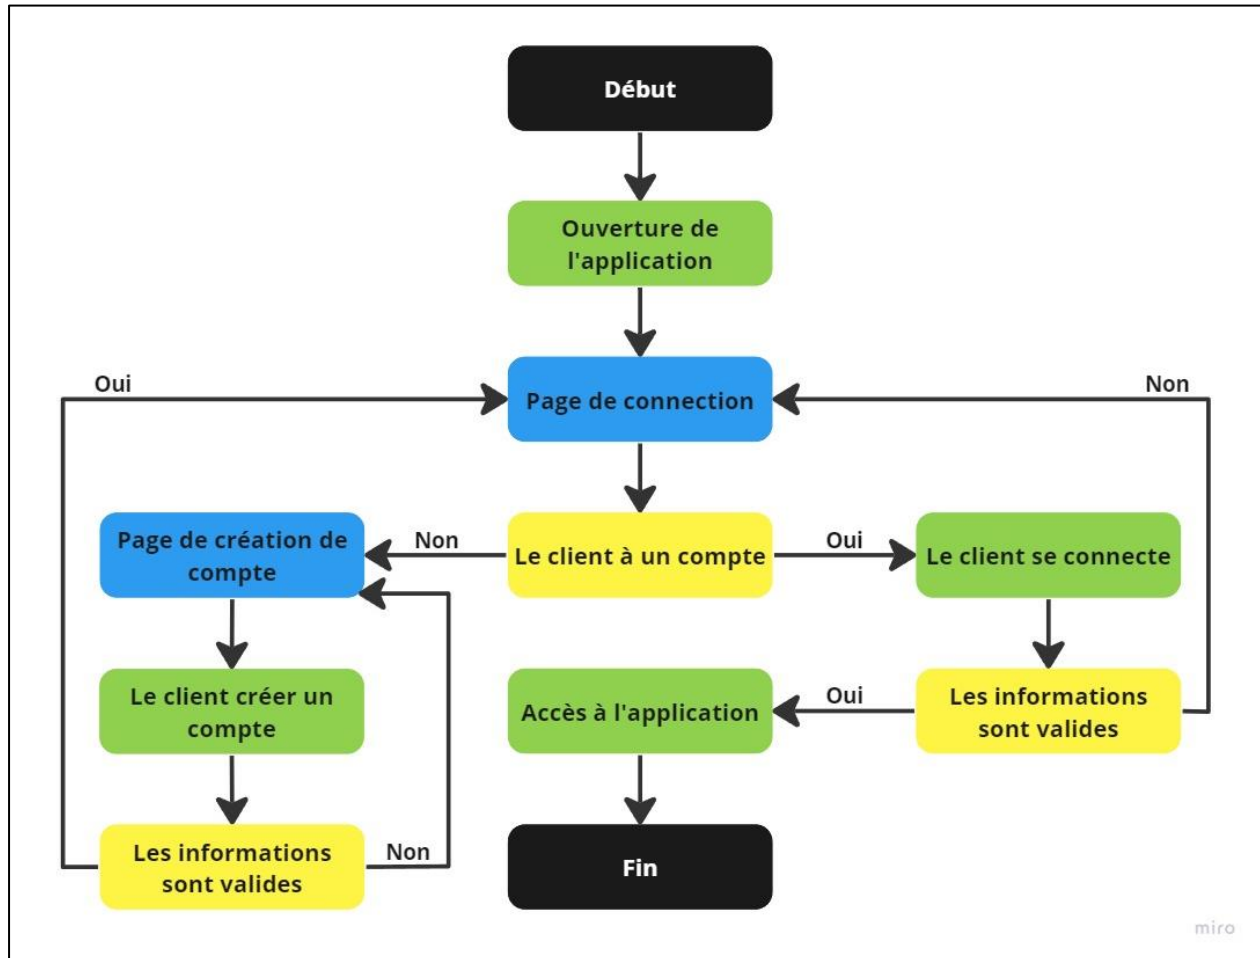 Début
Ouverture de
l'application
Oui
Non
Page de connection
Page de création de
compte
Non
Le client à un compte
Oui
Le client se connecte
Le client créer un
compte
Accès à l'application
Oui
Les informations
sont valides
Les informations
sont valides
Non
Fin
miro